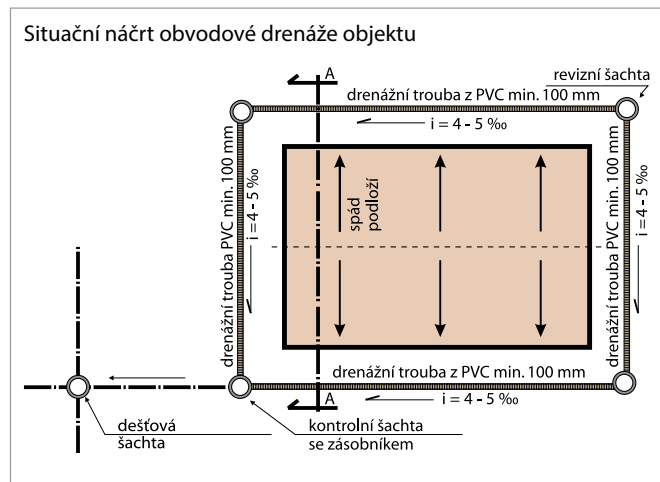 Situační náčrt obvodové drenáže objektu
A
revizní šachta
drenážní trouba z PVC min. 100 mm
i = 4 - 5 ‰
drenážní trouba PVC min. 100 mm
i = 4 - 5 ‰
spád
podloží
drenážní trouba PVC min. 100 mm
i = 4 - 5 ‰
drenážní trouba z PVC min. 100 mm
A
i = 4 - 5 ‰
dešťová
šachta
kontrolní šachta
se zásobníkem